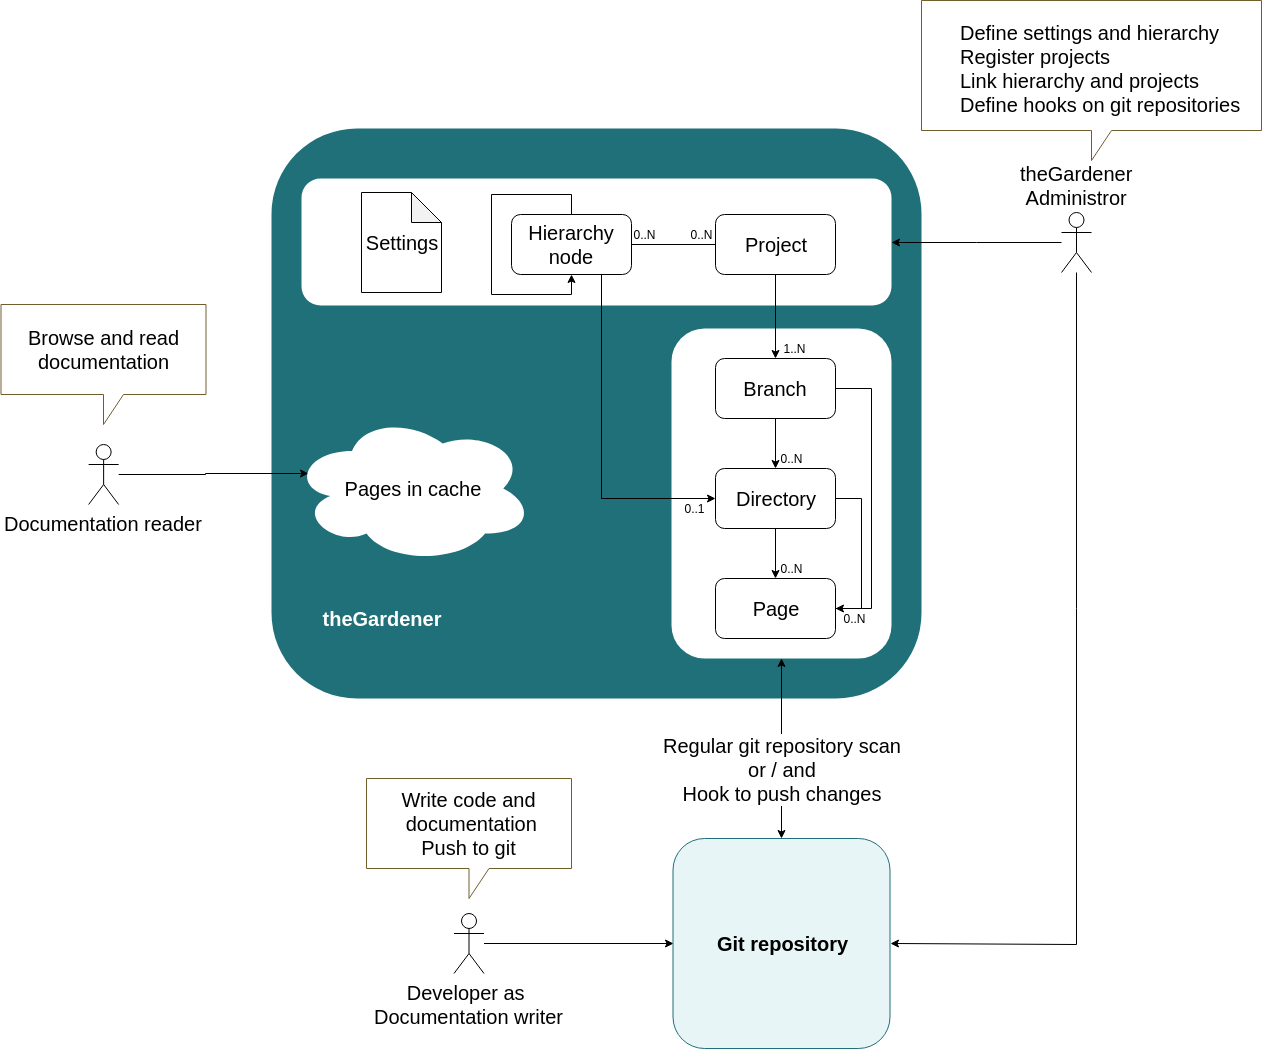 Define settings and hierarchy
Register projects
Link hierarchy and projects
Define hooks on git repositories
theGardener
Administror
Settings
Hierarchy
node
0..N
0..N
Project
Browse and read
documentation
1..N
Branch
0..N
Pages in cache
Directory
0..1
Documentation reader
0..N
Page
0..N
theGardener
Regular git repository scan
or / and
Hook to push changes
Write code and
documentation
Push to git
Git repository
Developer as
Documentation writer